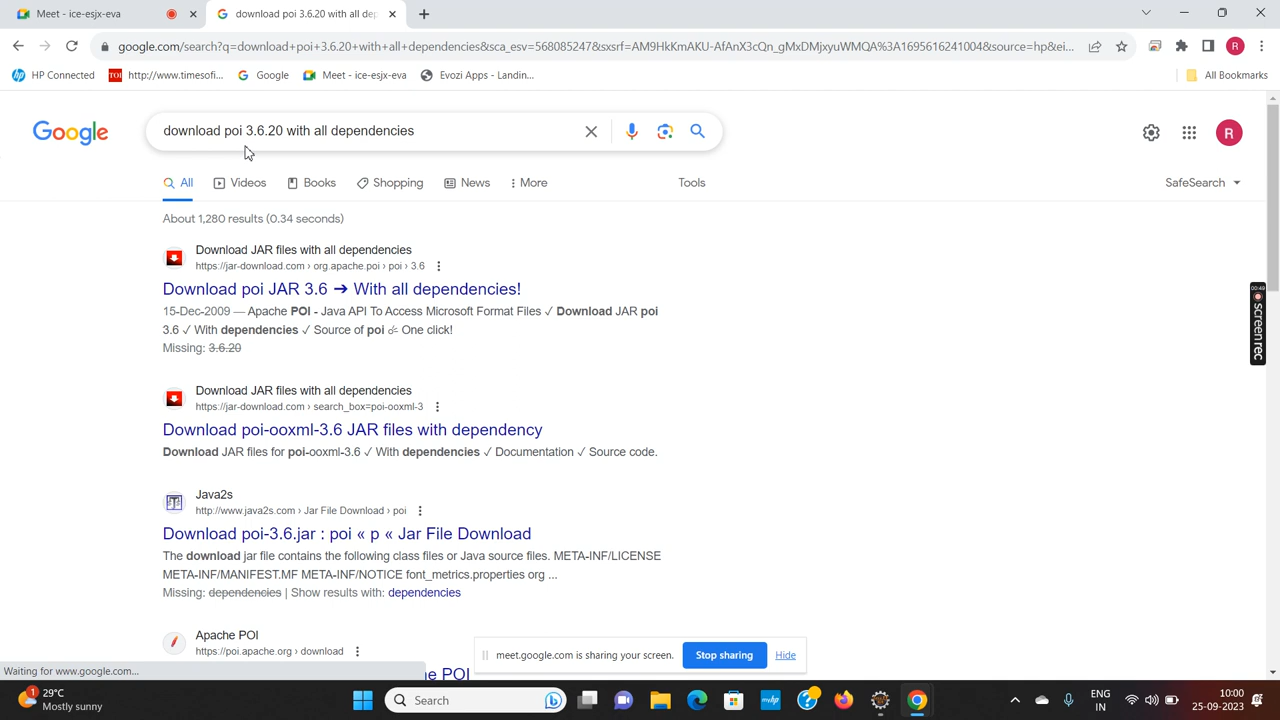 Meet - ice-esjx-eva
download poi 3.6.20 with all dep
google.com/search?q=download+poi+3.6.20+with+all+dependencies&sca_esv=568085247&sxsrf=AM9HkKmAKU-AfAnX3cQn_gMxDMjxyuWMQA%3A1695616241004&source=hp&ei...
R
HP Connected
TOI
http://www.timesofi...
Google
Meet - ice-esjx-eva
Evozi Apps - Landin...
All Bookmarks
Google
download poi 3.6.20 with all dependencies
R
All
Videos
Books
Shopping
News
More
Tools
SafeSearch
About 1,280 results (0.34 seconds)
Download JAR files with all dependencies
https://jar-download.com › org.apache.poi › poi › 3.6
Download poi JAR 3.6 ➔ With all dependencies!
15-Dec-2009 — Apache POI - Java API To Access Microsoft Format Files ✓ Download JAR poi
3.6 ✓ With dependencies ✓ Source of poi ☌ One click!
Missing: 3.6.20
Download JAR files with all dependencies
https://jar-download.com › search_box=poi-ooxml-3
Download poi-ooxml-3.6 JAR files with dependency
Download JAR files for poi-ooxml-3.6 ✓ With dependencies ✓ Documentation ✓ Source code.
Java2s
http://www.java2s.com › Jar File Download › poi
Download poi-3.6.jar : poi « p « Jar File Download
The download jar file contains the following class files or Java source files. META-INF/LICENSE
META-INF/MANIFEST.MF META-INF/NOTICE font_metrics.properties org ...
Missing: dependencies | Show results with: dependencies
Apache POI
https://poi.apache.org › download
he POI
00:49
screenrec
meet.google.com is sharing your screen.
Stop sharing
Hide
Waiting for www.google.com...
1
29°C
Mostly sunny
Search
ENG
IN
10:00
25-09-2023